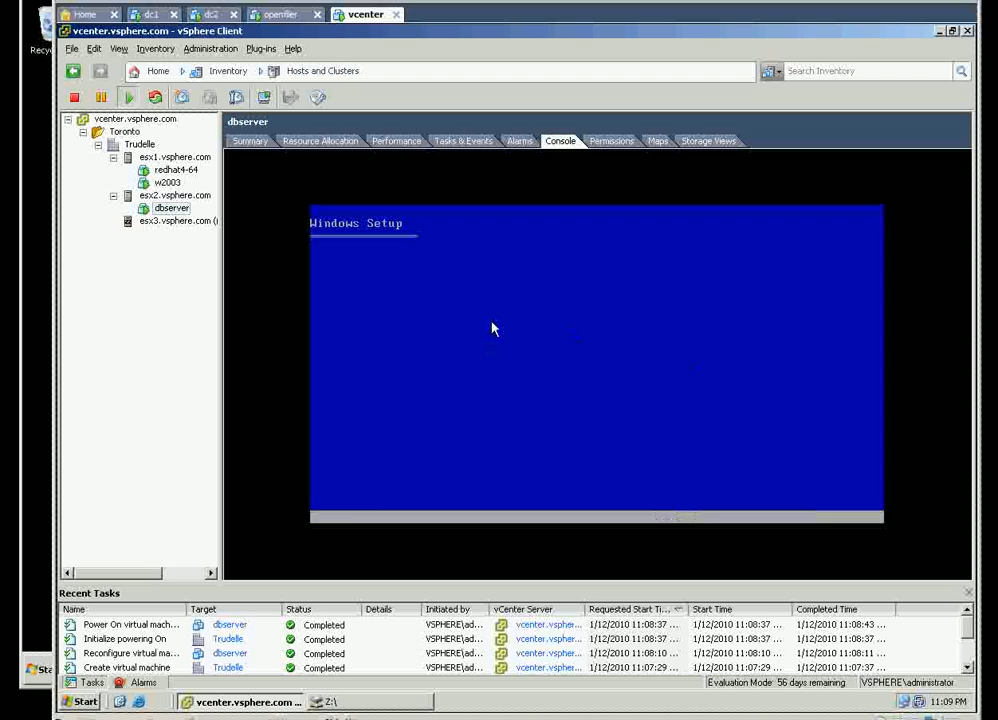 Home dc1 dc2 openfiler vcenter
vcenter.vsphere.com - vSphere Client
File Edit View Inventory Administration Plug-ins Help
Home Inventory Hosts and Clusters Search Inventory
vcenter.vsphere.com
Toronto
Trudelle
esx1.vsphere.com
redhat4-64
w2003
esx2.vsphere.com
dbserver
esx3.vsphere.com (
dbserver
Summary Resource Allocation Performance Tasks & Events Alarms Console Permissions Maps Storage Views
Windows Setup
Recent Tasks
Name Target Status Details Initiated by vCenter Server Requested Start Ti... Start Time Completed Time
Power On virtual mach... dbserver Completed VSPHERE\ad... vcenter.vspher... 1/12/2010 11:08:37 ... 1/12/2010 11:08:37 ... 1/12/2010 11:08:43 ...
Initialize powering On Trudelle Completed VSPHERE\ad... vcenter.vspher... 1/12/2010 11:08:37 ... 1/12/2010 11:08:37 ... 1/12/2010 11:08:37 ...
Reconfigure virtual ma... dbserver Completed VSPHERE\ad... vcenter.vspher... 1/12/2010 11:08:10 ... 1/12/2010 11:08:10 ... 1/12/2010 11:08:11 ...
Create virtual machine Trudelle Completed VSPHERE\ad... vcenter.vspher... 1/12/2010 11:07:29 ... 1/12/2010 11:07:29 ... 1/12/2010 11:07:37 ...
Tasks Alarms Evaluation Mode: 56 days remaining VSPHERE\administrator
Start vcenter.vsphere.com ... Z:\ 11:09 PM